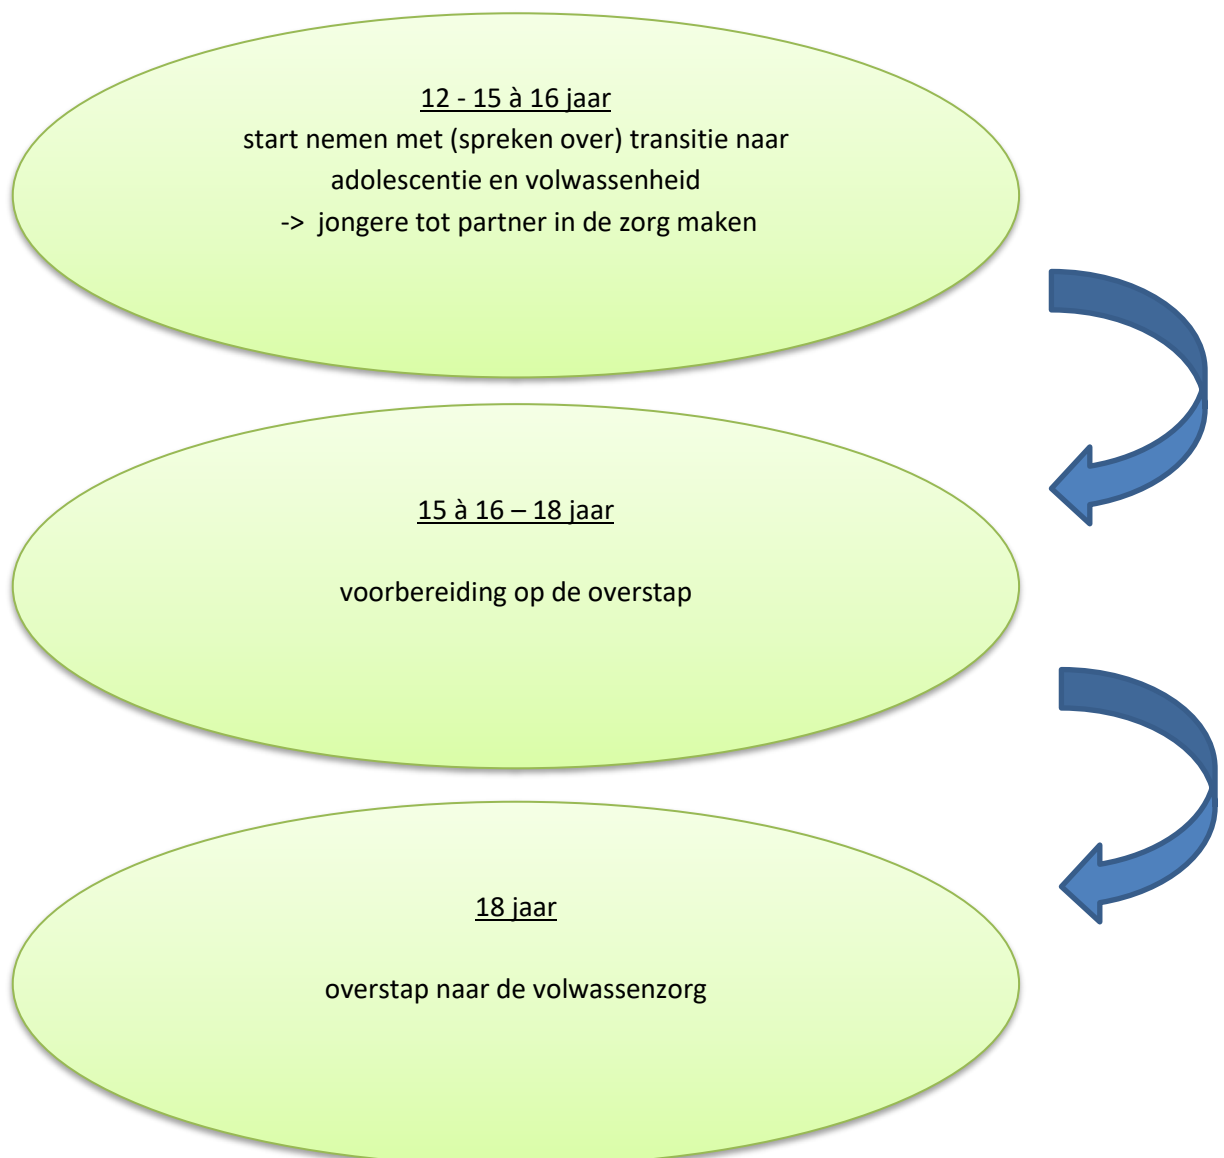 12 - 15 à 16 jaar
start nemen met (spreken over) transitie naar
adolescentie en volwassenheid
-> jongere tot partner in de zorg maken
15 à 16 – 18 jaar
voorbereiding op de overstap
18 jaar
overstap naar de volwassenzorg